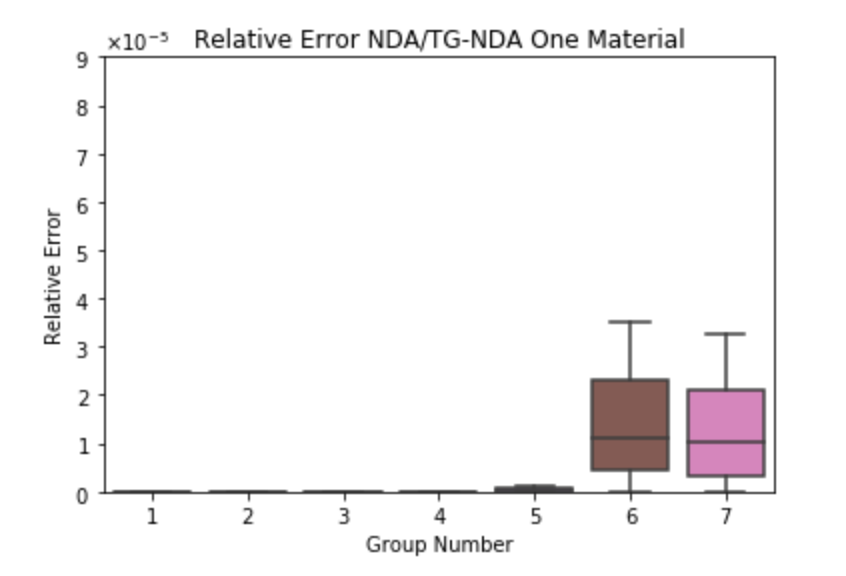 ×10⁻⁵ Relative Error NDA/TG-NDA One Material
9
8
7
6
5
4
3
2
1
0
Relative Error
1 2 3 4 5 6 7
Group Number